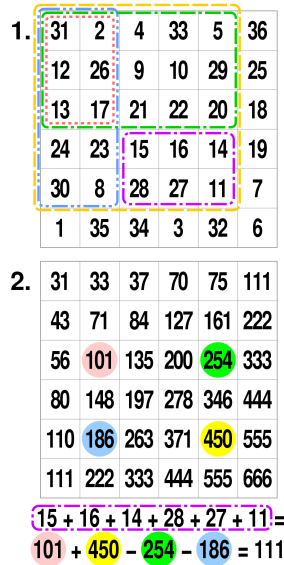 1.
31 2 4 33 5 36
12 26 9 10 29 25
13 17 21 22 20 18
24 23 15 16 14 19
30 8 28 27 11 7
1 35 34 3 32 6
2.
31 33 37 70 75 111
43 71 84 127 161 222
56 101 135 200 254 333
80 148 197 278 346 444
110 186 263 371 450 555
111 222 333 444 555 666
15 + 16 + 14 + 28 + 27 + 11 =
101 + 450 − 254 − 186 = 111